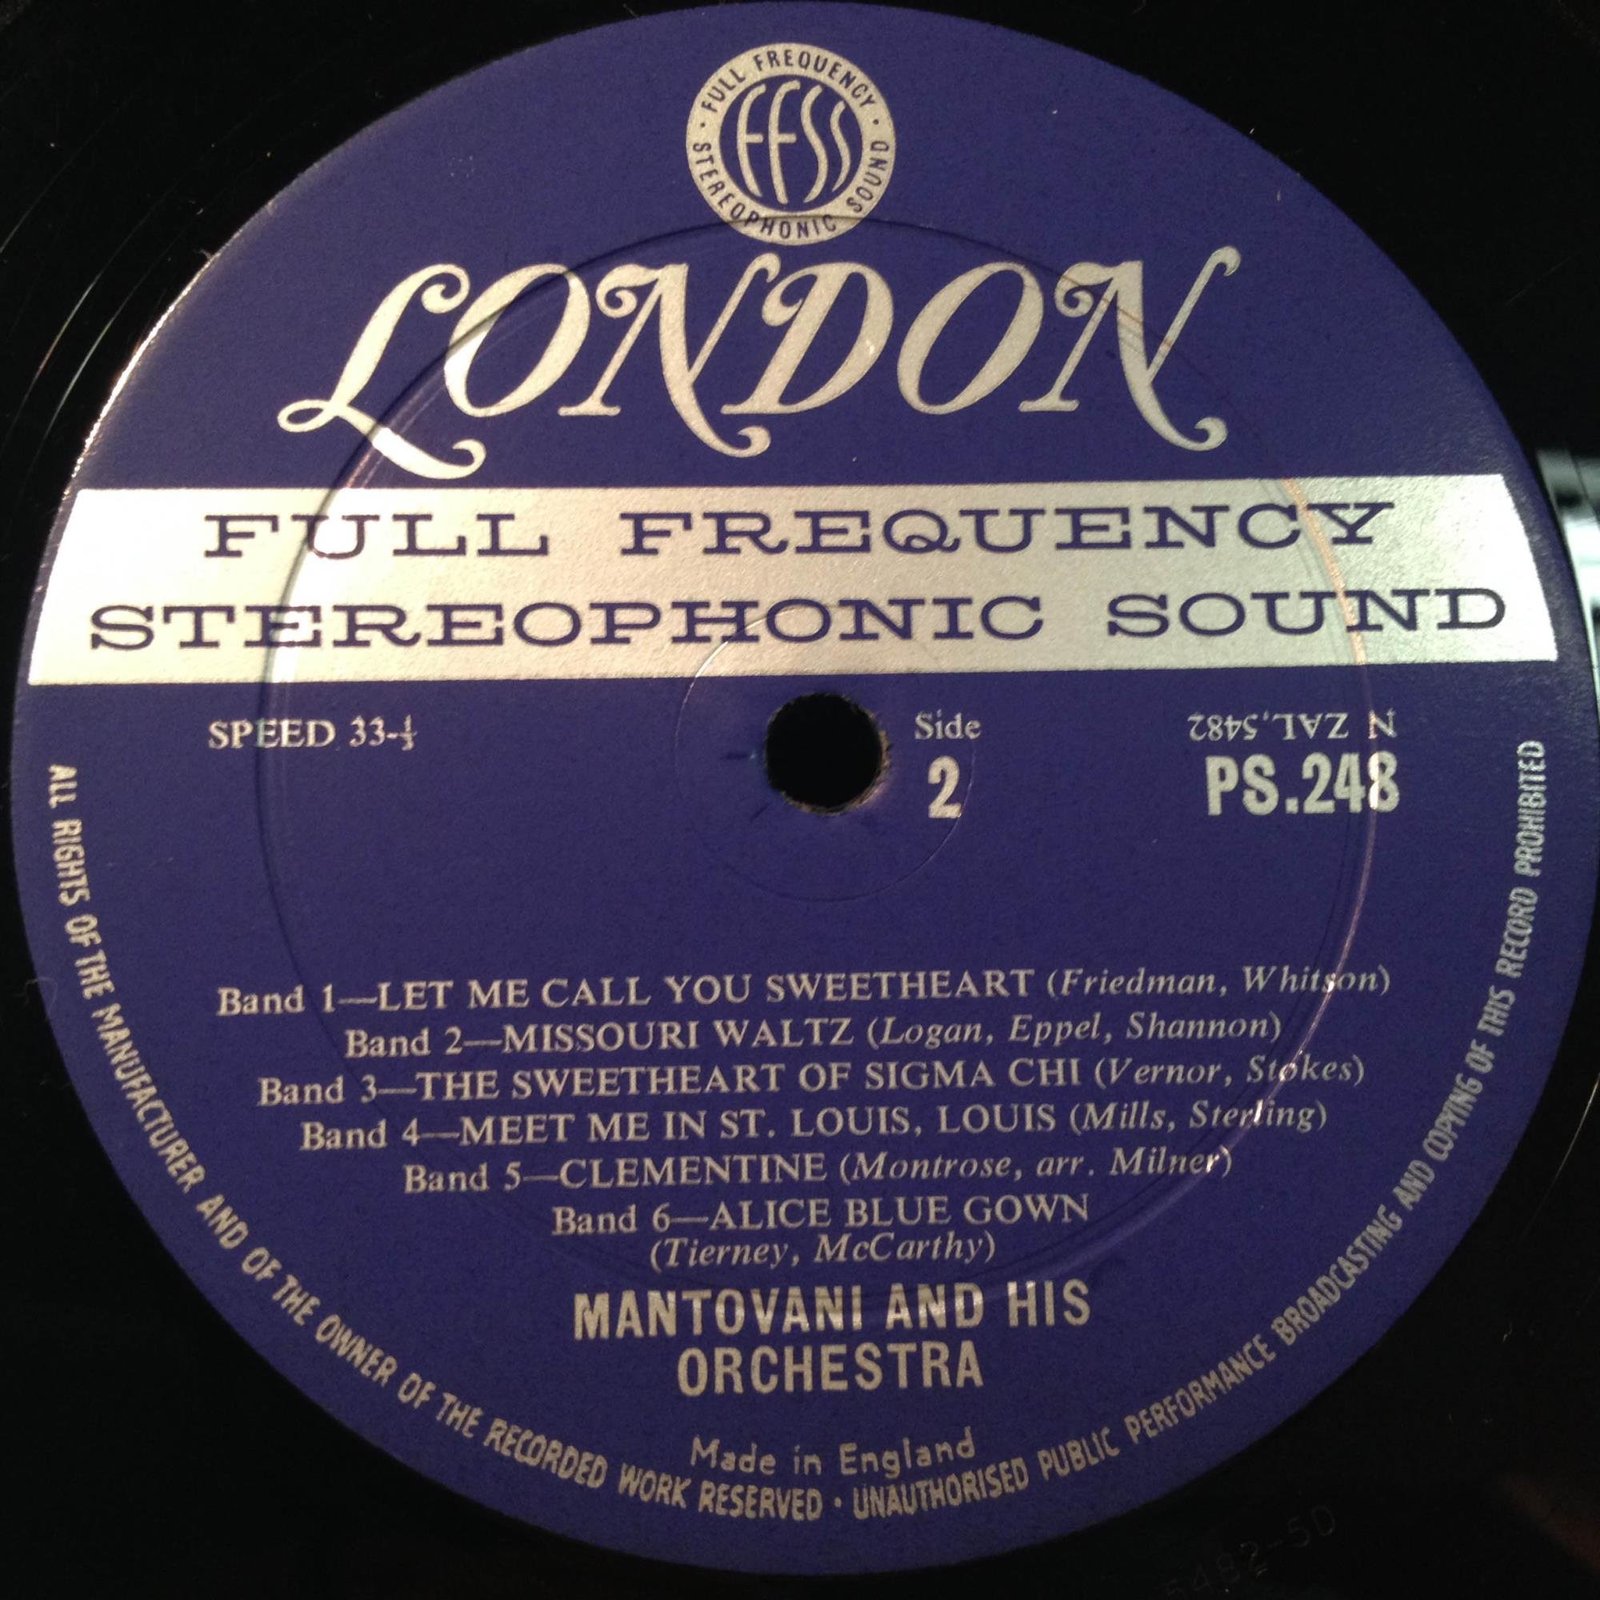 FULL FREQUENCY · STEREOPHONIC SOUND ·
FFSS
LONDON
FULL FREQUENCY
STEREOPHONIC SOUND
SPEED 33-⅓
Side
2
N ZAL.5482
PS.248
Band 1—LET ME CALL YOU SWEETHEART (Friedman, Whitson)
Band 2—MISSOURI WALTZ (Logan, Eppel, Shannon)
Band 3—THE SWEETHEART OF SIGMA CHI (Vernor, Stokes)
Band 4—MEET ME IN ST. LOUIS, LOUIS (Mills, Sterling)
Band 5—CLEMENTINE (Montrose, arr. Milner)
Band 6—ALICE BLUE GOWN
(Tierney, McCarthy)
MANTOVANI AND HIS
ORCHESTRA
Made in England
ALL RIGHTS OF THE MANUFACTURER AND OF THE OWNER OF THE RECORDED WORK RESERVED · UNAUTHORISED PUBLIC PERFORMANCE BROADCASTING AND COPYING OF THIS RECORD PROHIBITED
5482-5D